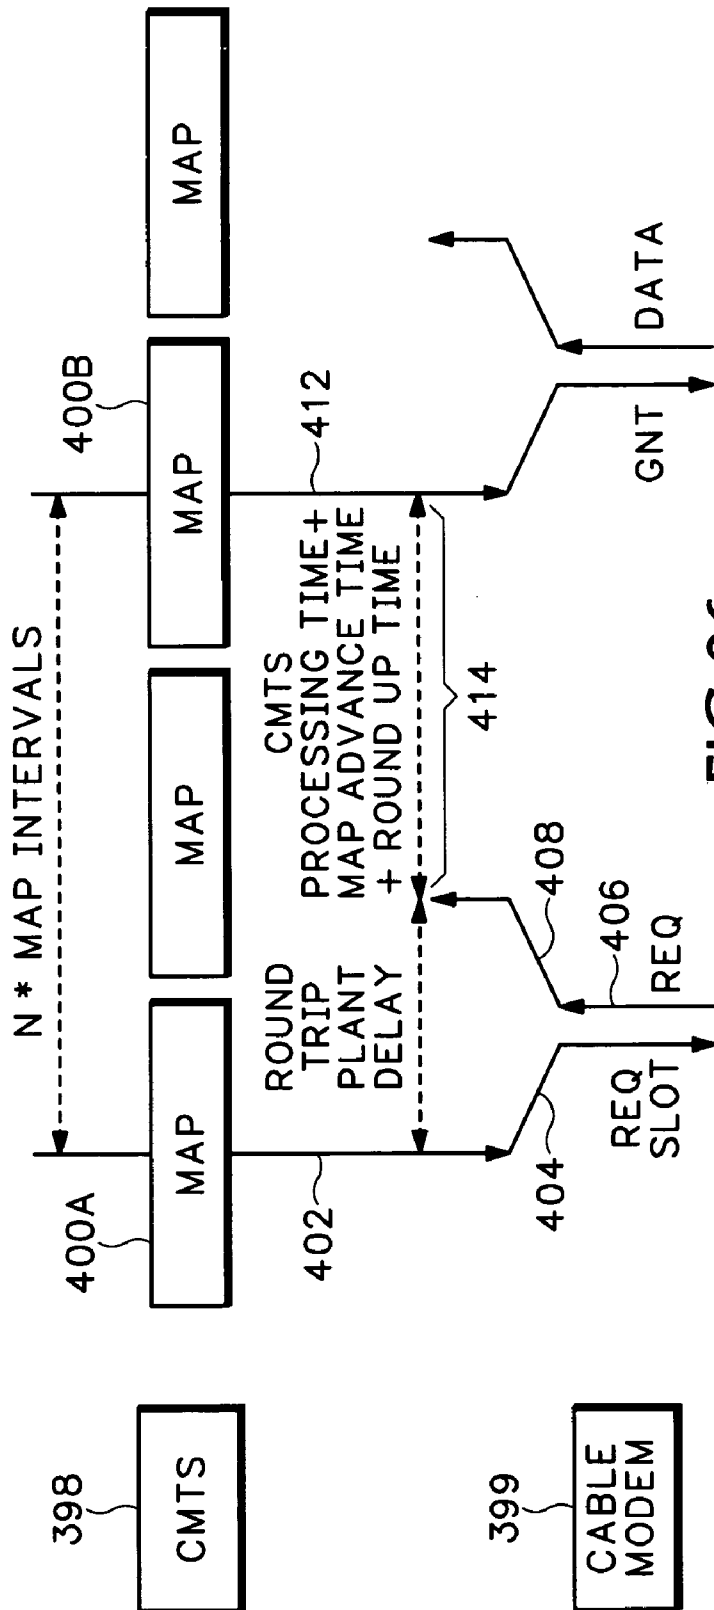 N * MAP INTERVALS
400A
400B
MAP
MAP
MAP
MAP
398
CMTS
402
412
ROUND
TRIP
PLANT
DELAY
CMTS
PROCESSING TIME+
MAP ADVANCE TIME
+ ROUND UP TIME
414
404
408
406
REQ
SLOT
REQ
GNT
DATA
399
CABLE
MODEM